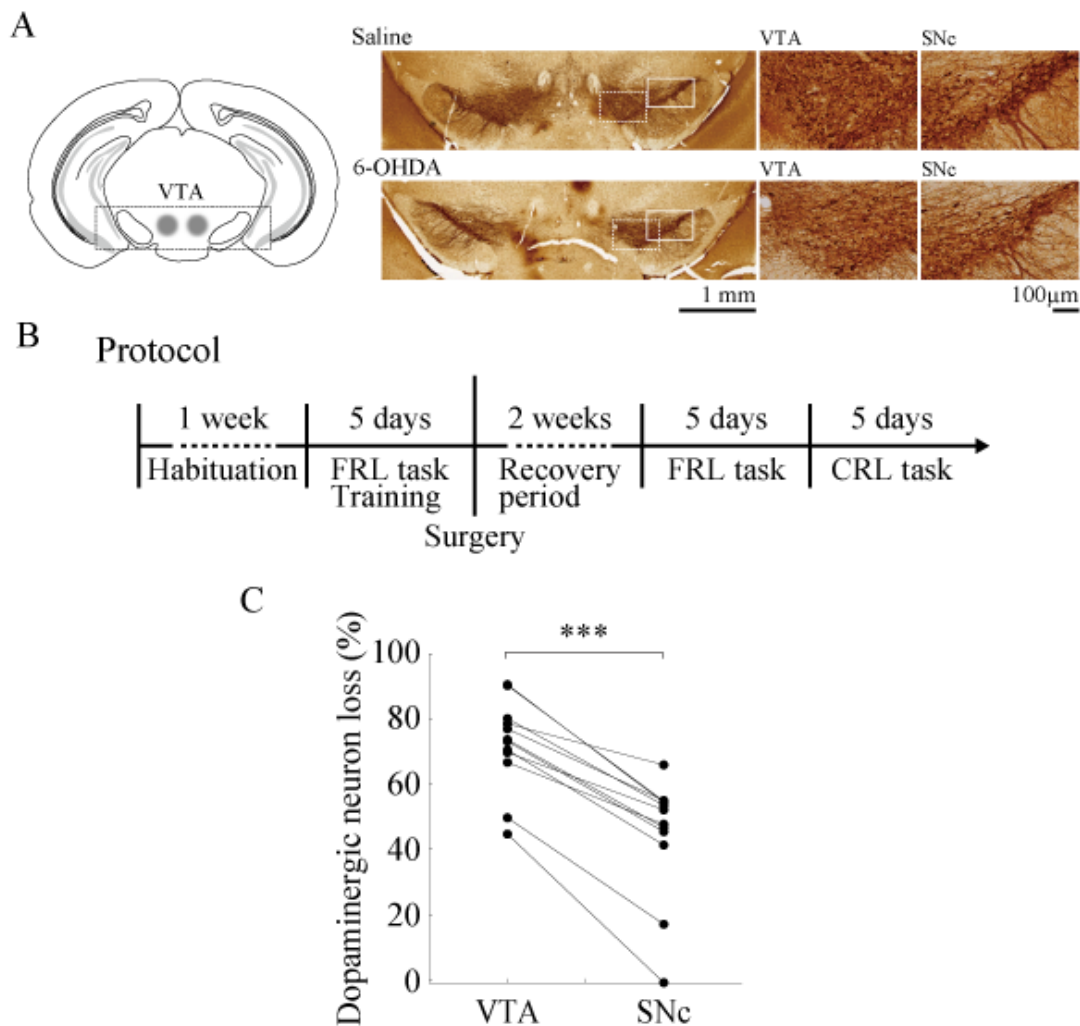 A
Saline
VTA
SNc
VTA
6-OHDA
VTA
SNc
1 mm
100μm
B
Protocol
1 week
5 days
2 weeks
5 days
5 days
Habituation
FRL task
Training
Recovery
period
FRL task
CRL task
Surgery
C
***
Dopaminergic neuron loss (%)
100
80
60
40
20
0
VTA
SNc